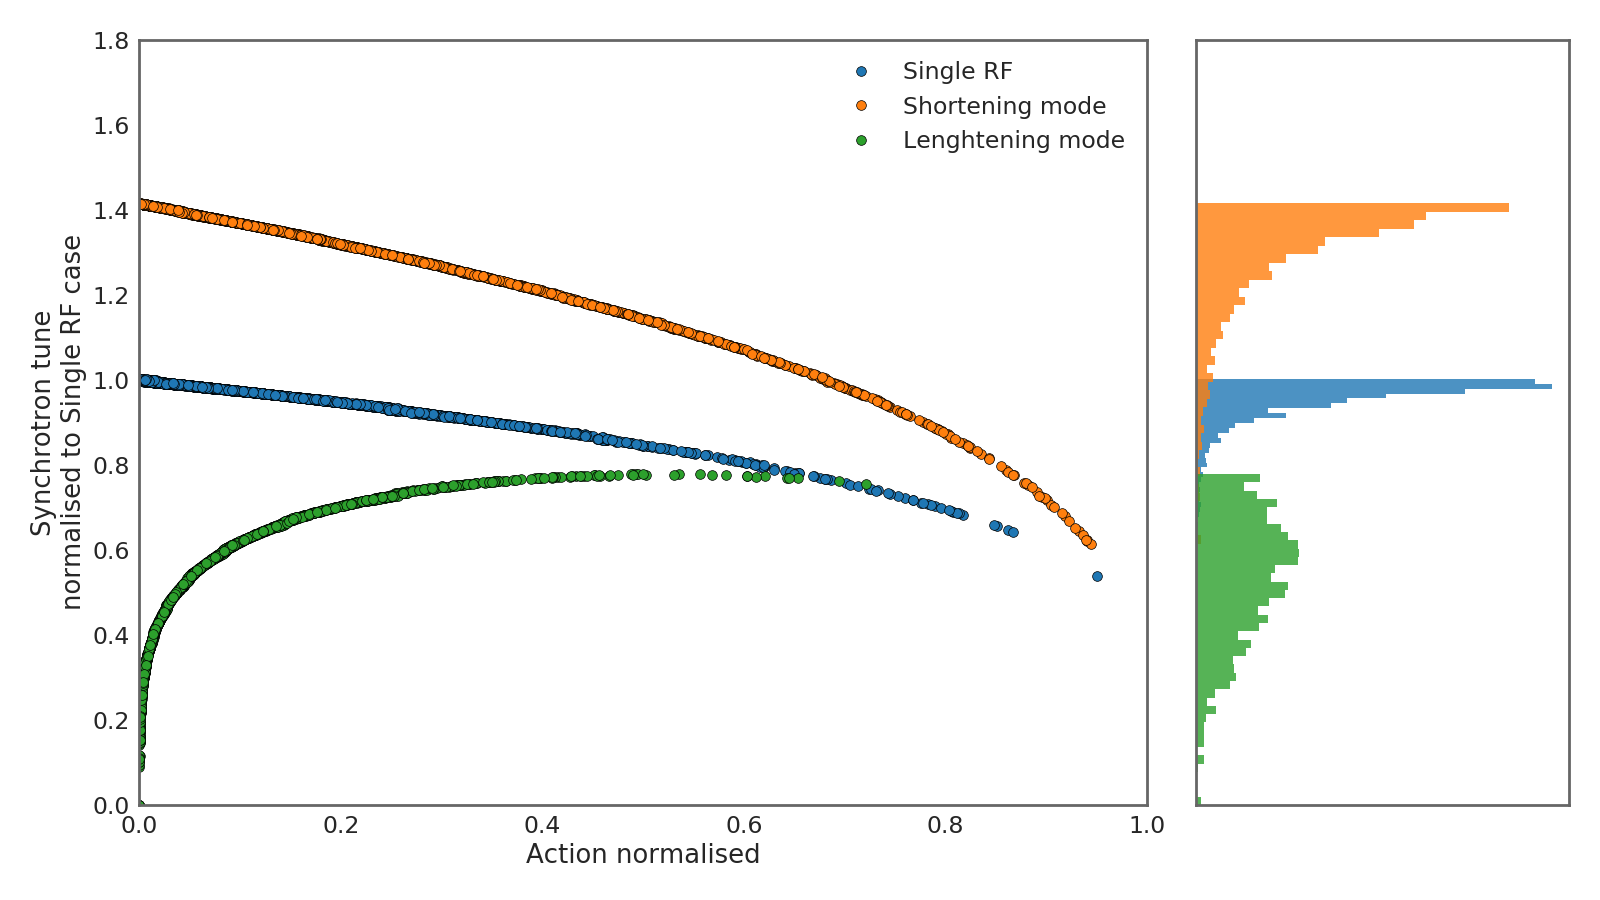 Synchrotron tune
normalised to Single RF case
1.8
1.6
1.4
1.2
1.0
0.8
0.6
0.4
0.2
0.0
Single RF
Shortening mode
Lenghtening mode
0.0 0.2 0.4 0.6 0.8 1.0
Action normalised